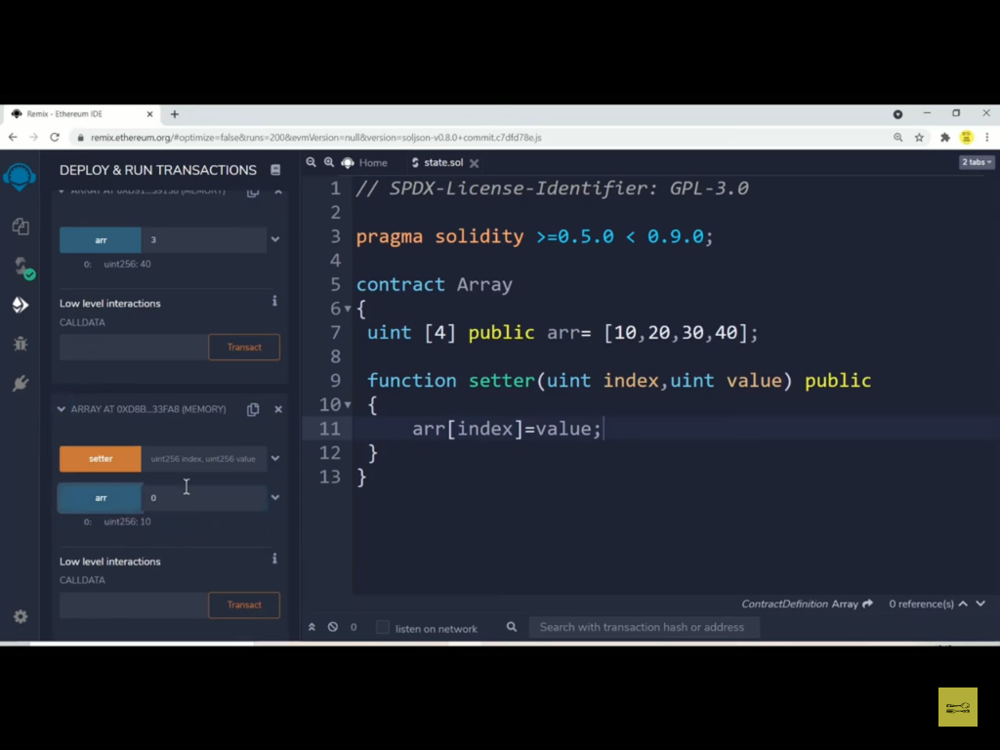 Remix - Ethereum IDE
remix.ethereum.org/#optimize=false&runs=200&evmVersion=null&version=soljson-v0.8.0+commit.c7dfd78e.js
DEPLOY & RUN TRANSACTIONS
Home
state.sol
2 tabs
arr 3
0: uint256: 40
Low level interactions
CALLDATA
Transact
ARRAY AT 0XD8B...33FA8 (MEMORY)
setter uint256 index, uint256 value
arr 0
0: uint256: 10
Low level interactions
CALLDATA
Transact
1 // SPDX-License-Identifier: GPL-3.0
2
3 pragma solidity >=0.5.0 < 0.9.0;
4
5 contract Array
6 {
7 uint [4] public arr= [10,20,30,40];
8
9 function setter(uint index,uint value) public
10 {
11 arr[index]=value;
12 }
13 }
ContractDefinition Array 0 reference(s)
0 listen on network Search with transaction hash or address